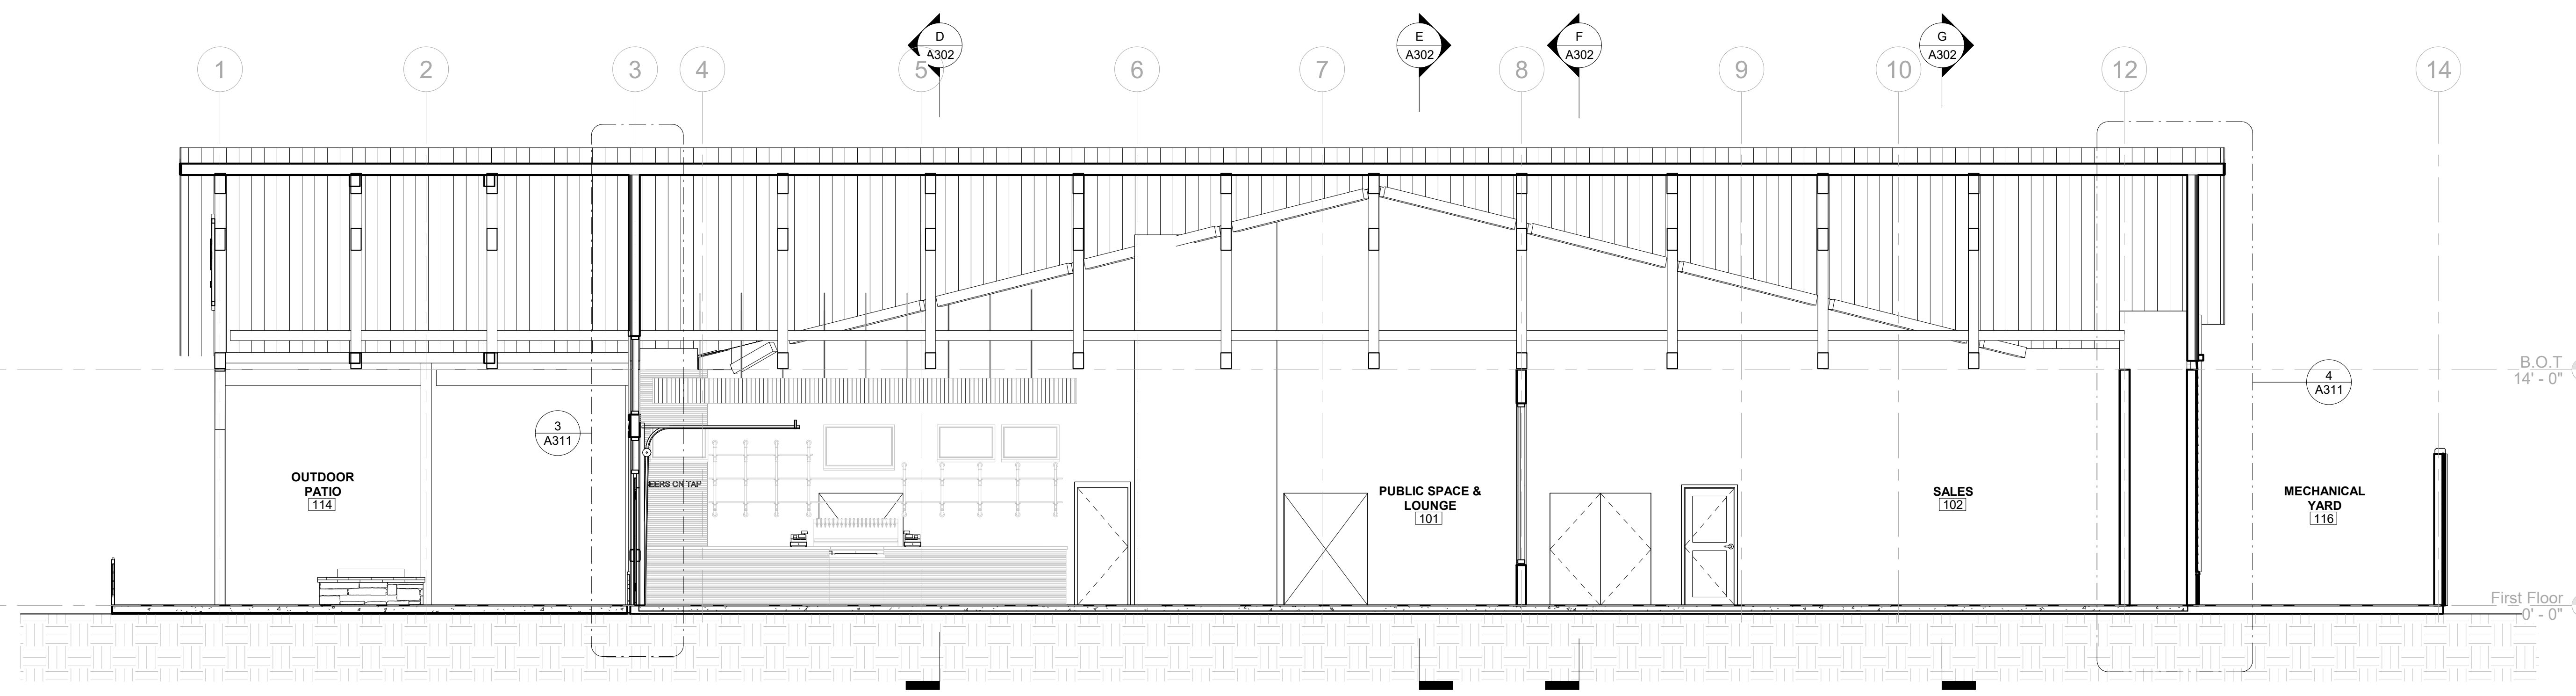 D
A302
E
A302
F
A302
G
A302
1
2
3
4
5
6
7
8
9
10
12
14
B.O.T
14' - 0"
4
A311
3
A311
OUTDOOR
PATIO
114
EERS ON TAP
PUBLIC SPACE &
LOUNGE
101
SALES
102
MECHANICAL
YARD
116
First Floor
0' - 0"